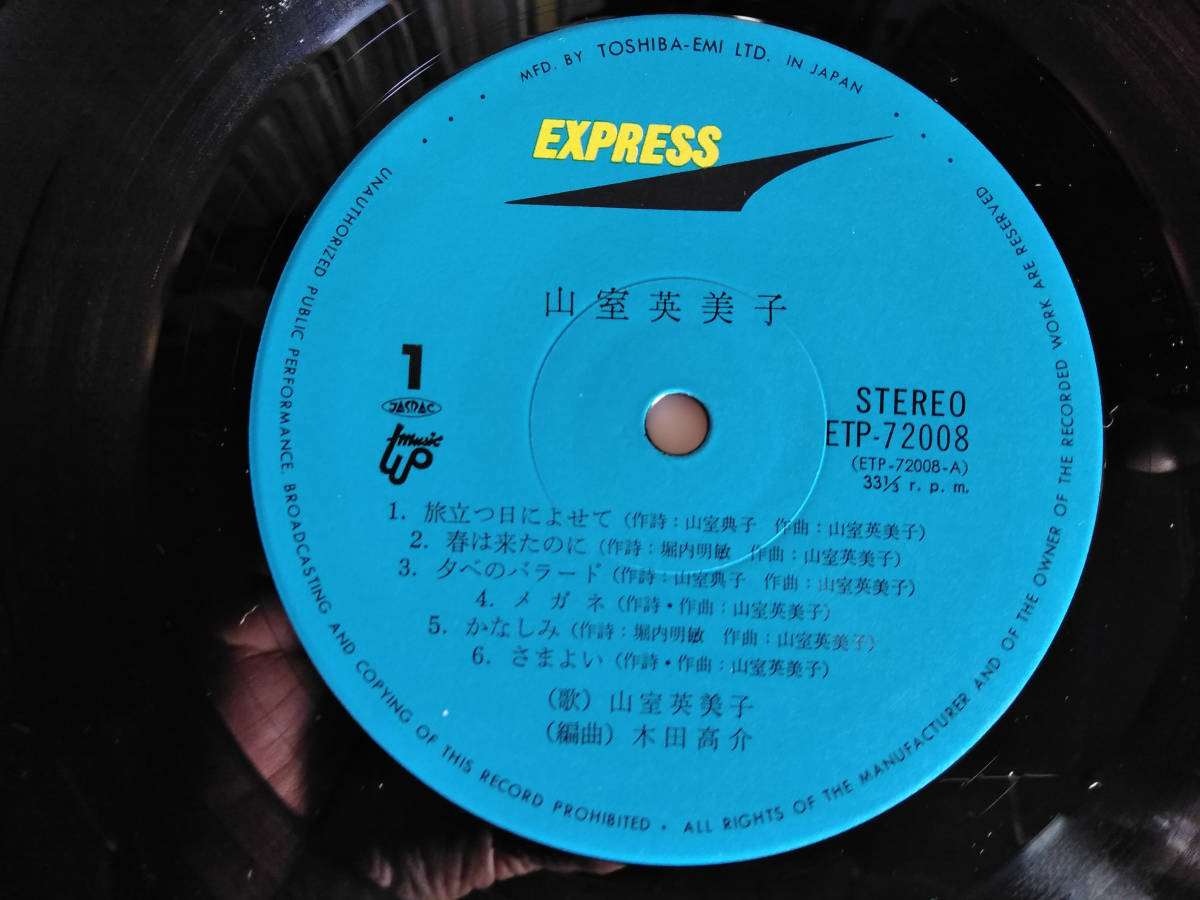 MFD. BY TOSHIBA-EMI LTD. IN JAPAN
EXPRESS
山室英美子
1
JASRAC
music up
STEREO
ETP-72008
(ETP-72008-A)
33 1/3 r. p. m.
1. 旅立つ日によせて (作詩:山室典子 作曲:山室英美子)
2. 春は来たのに (作詩:堀内明敏 作曲:山室英美子)
3. 夕べのバラード (作詩:山室典子 作曲:山室英美子)
4. メガネ (作詩・作曲:山室英美子)
5. かなしみ (作詩:堀内明敏 作曲:山室英美子)
6. さまよい (作詩・作曲:山室英美子)
(歌) 山室英美子
(編曲) 木田高介
UNAUTHORIZED PUBLIC PERFORMANCE, BROADCASTING AND COPYING OF THIS RECORD PROHIBITED • ALL RIGHTS OF THE MANUFACTURER AND OF THE OWNER OF THE RECORDED WORK ARE RESERVED